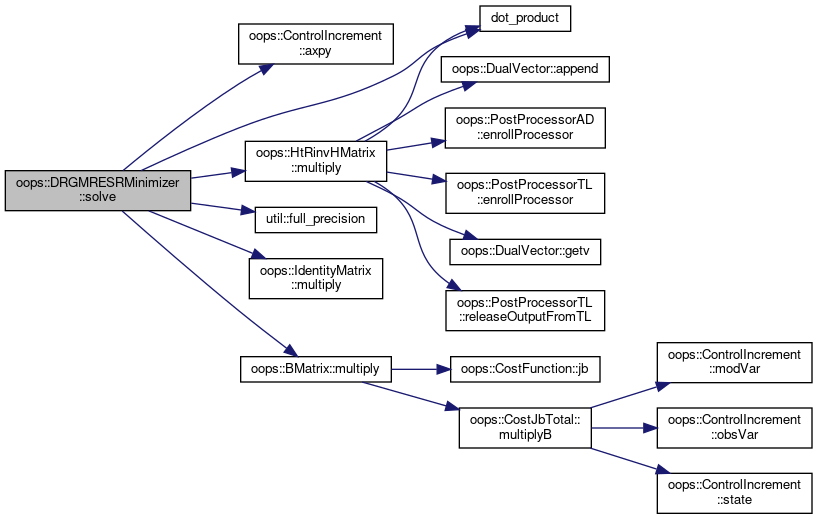 oops::DRGMRESRMinimizer
::solve
oops::ControlIncrement
::axpy
dot_product
oops::HtRinvHMatrix
::multiply
oops::DualVector::append
oops::PostProcessorAD
::enrollProcessor
oops::PostProcessorTL
::enrollProcessor
oops::DualVector::getv
oops::PostProcessorTL
::releaseOutputFromTL
util::full_precision
oops::IdentityMatrix
::multiply
oops::BMatrix::multiply
oops::CostFunction::jb
oops::CostJbTotal::
multiplyB
oops::ControlIncrement
::modVar
oops::ControlIncrement
::obsVar
oops::ControlIncrement
::state